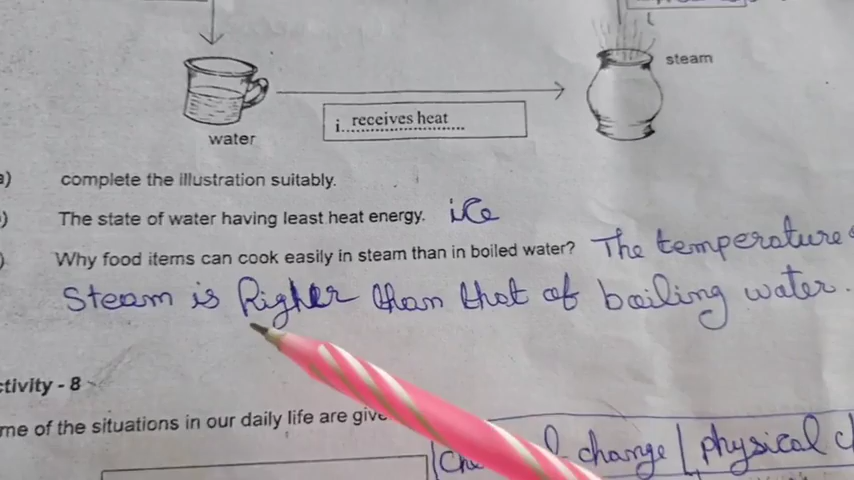 steam
i. receives heat
water
a) complete the illustration suitably.
) The state of water having least heat energy. ice
) Why food items can cook easily in steam than in boiled water? The temperature
Steam is Higher than that of boiling water.
ctivity - 8
me of the situations in our daily life are give
change | physical c